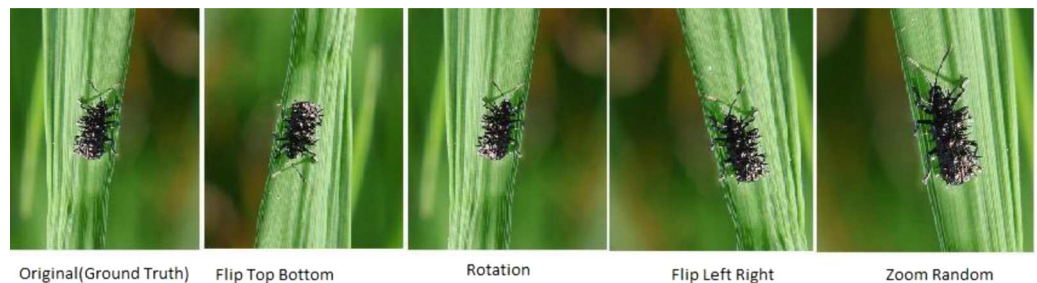 Original(Ground Truth)
Flip Top Bottom
Rotation
Flip Left Right
Zoom Random